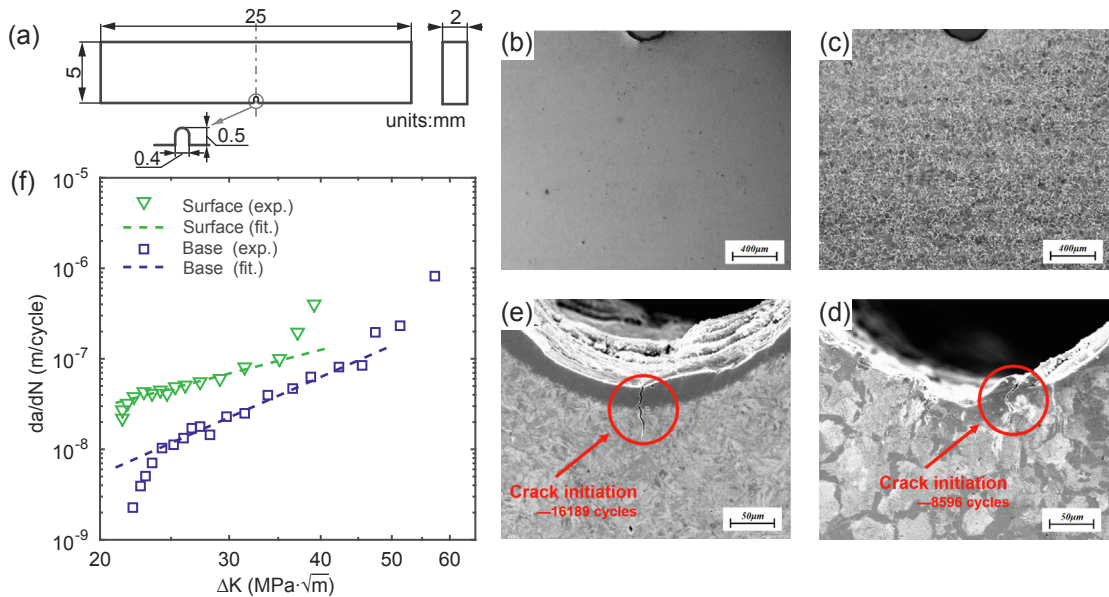 (a)
25
2
5
units:mm
0.5
0.4
(b)
400μm
(c)
400μm
(f)
10-5
10-6
10-7
10-8
10-9
da/dN (m/cycle)
Surface (exp.)
Surface (fit.)
Base (exp.)
Base (fit.)
20
30
40
50
60
ΔK (MPa·√m)
(e)
Crack initiation
—16189 cycles
50μm
(d)
Crack initiation
—8596 cycles
50μm